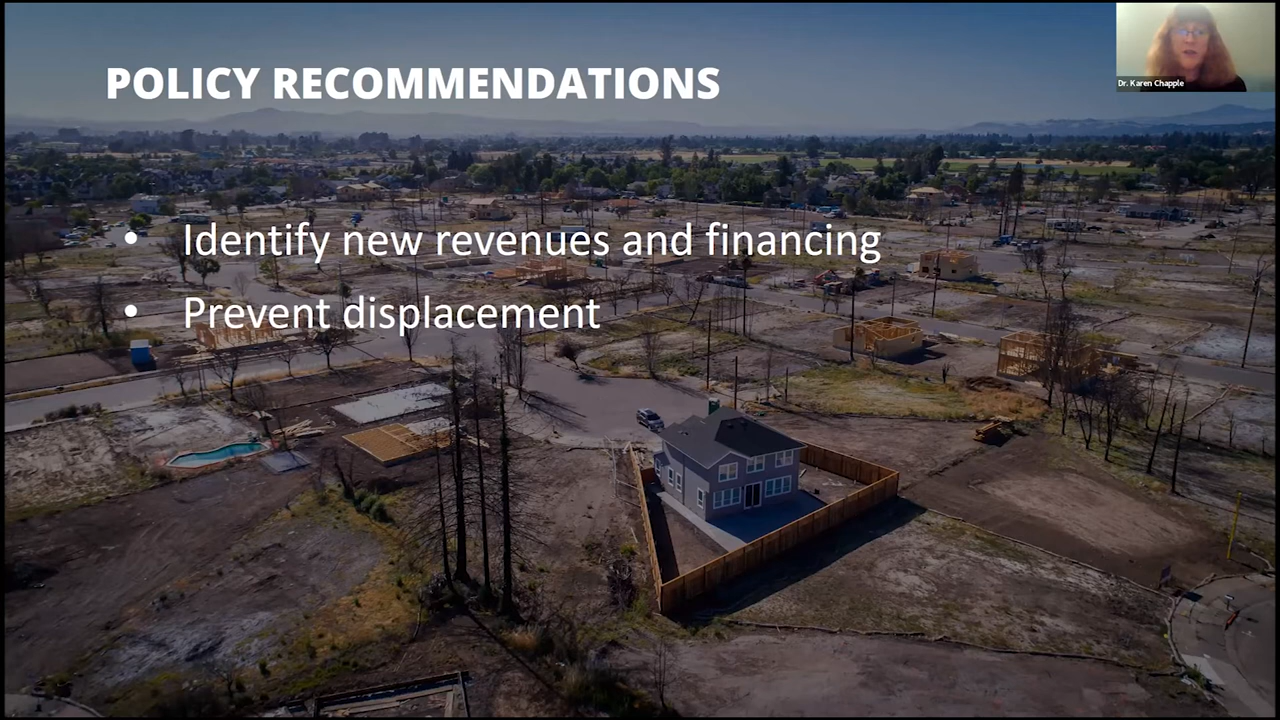 POLICY RECOMMENDATIONS
Dr. Karen Chapple
• Identify new revenues and financing
• Prevent displacement